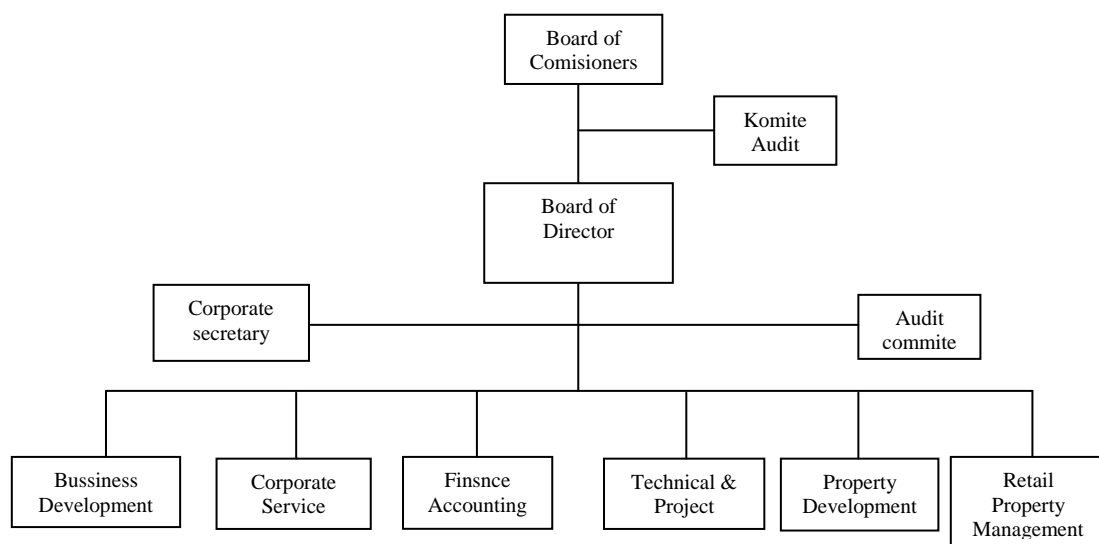 Board of
Comisioners
Komite
Audit
Board of
Director
Corporate
secretary
Audit
commite
Bussiness
Development
Corporate
Service
Finsnce
Accounting
Technical &
Project
Property
Development
Retail
Property
Management